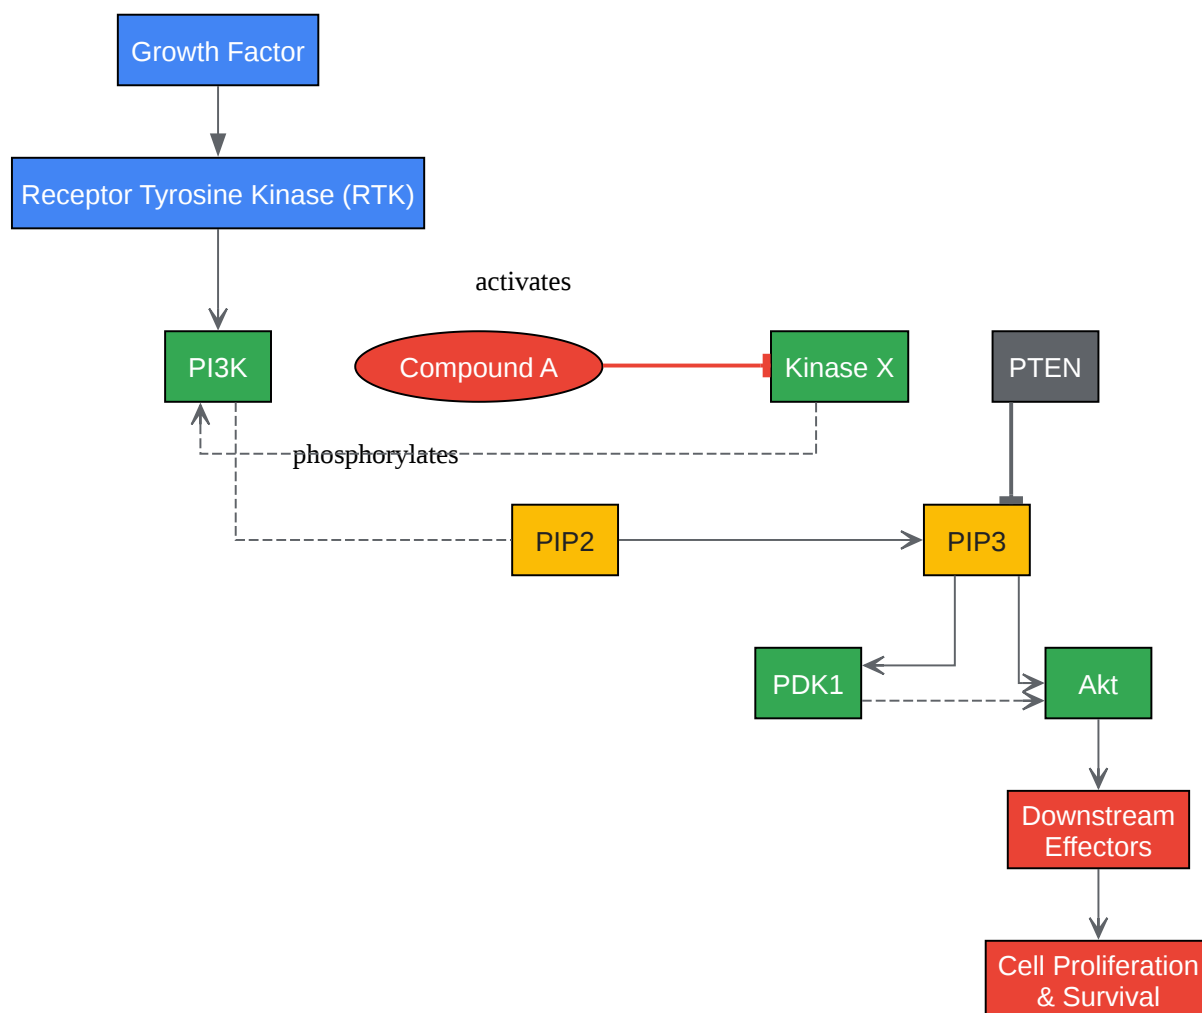 Growth Factor
Receptor Tyrosine Kinase (RTK)
activates
PI3K
Compound A
Kinase X
PTEN
phosphorylates
PIP2
PIP3
PDK1
Akt
Downstream
Effectors
Cell Proliferation
& Survival